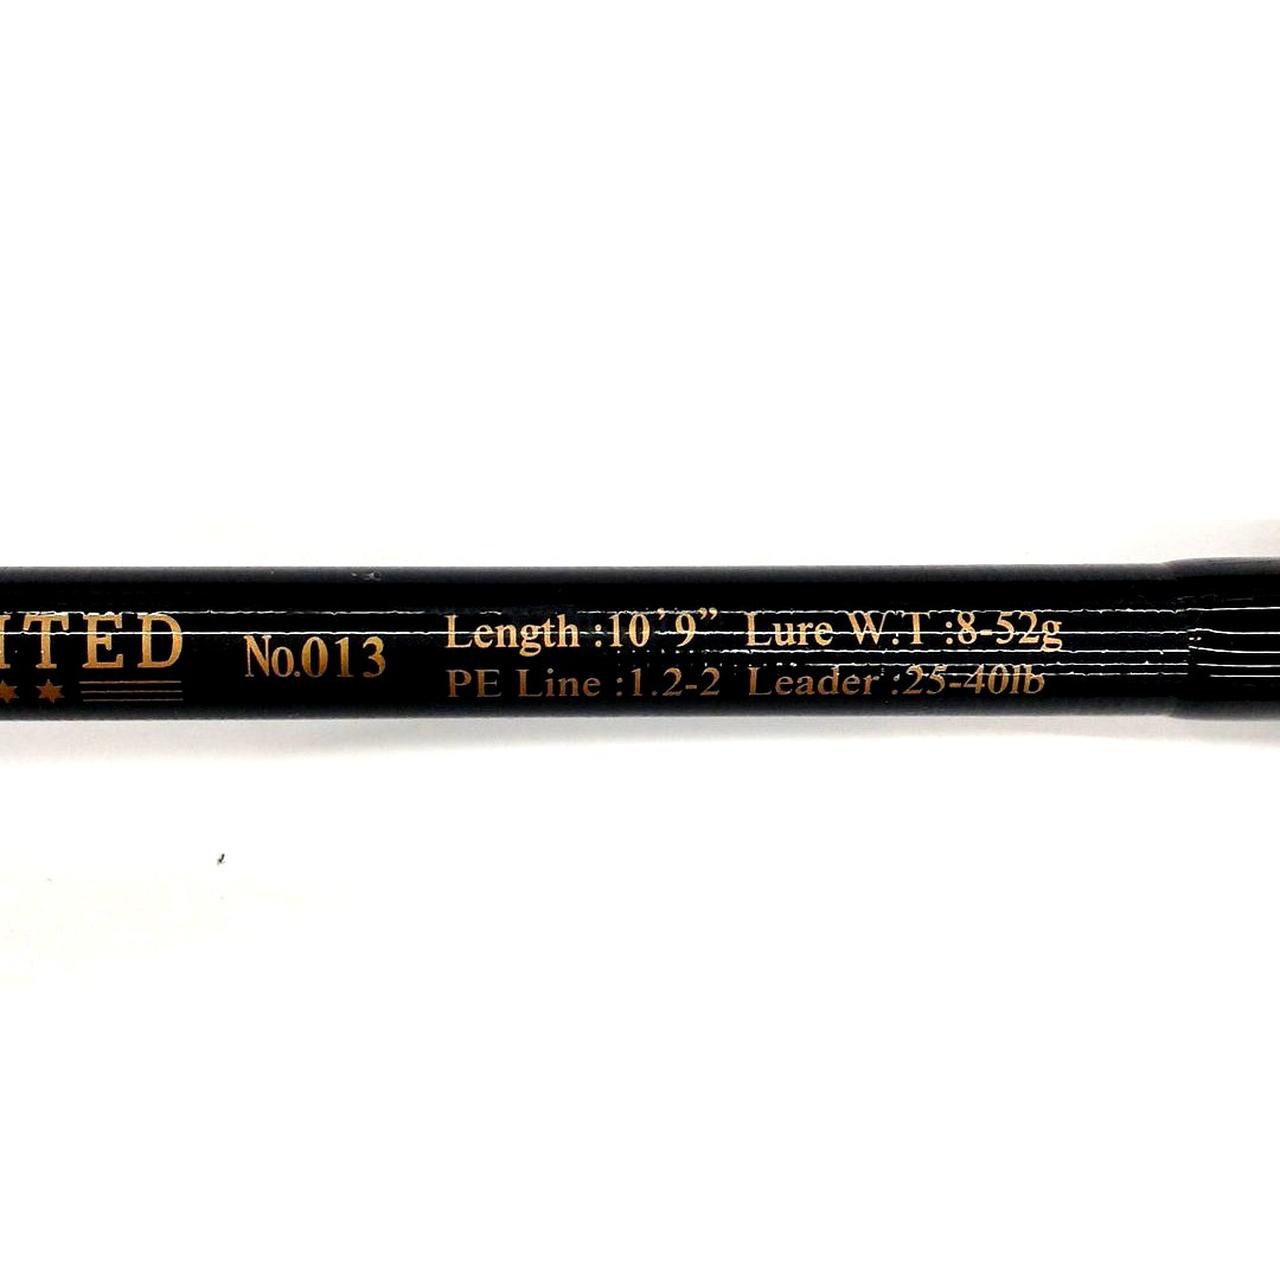 ITED
No.013
Length :10’9” Lure W.T :8-52g
PE Line :1.2-2 Leader :25-40lb